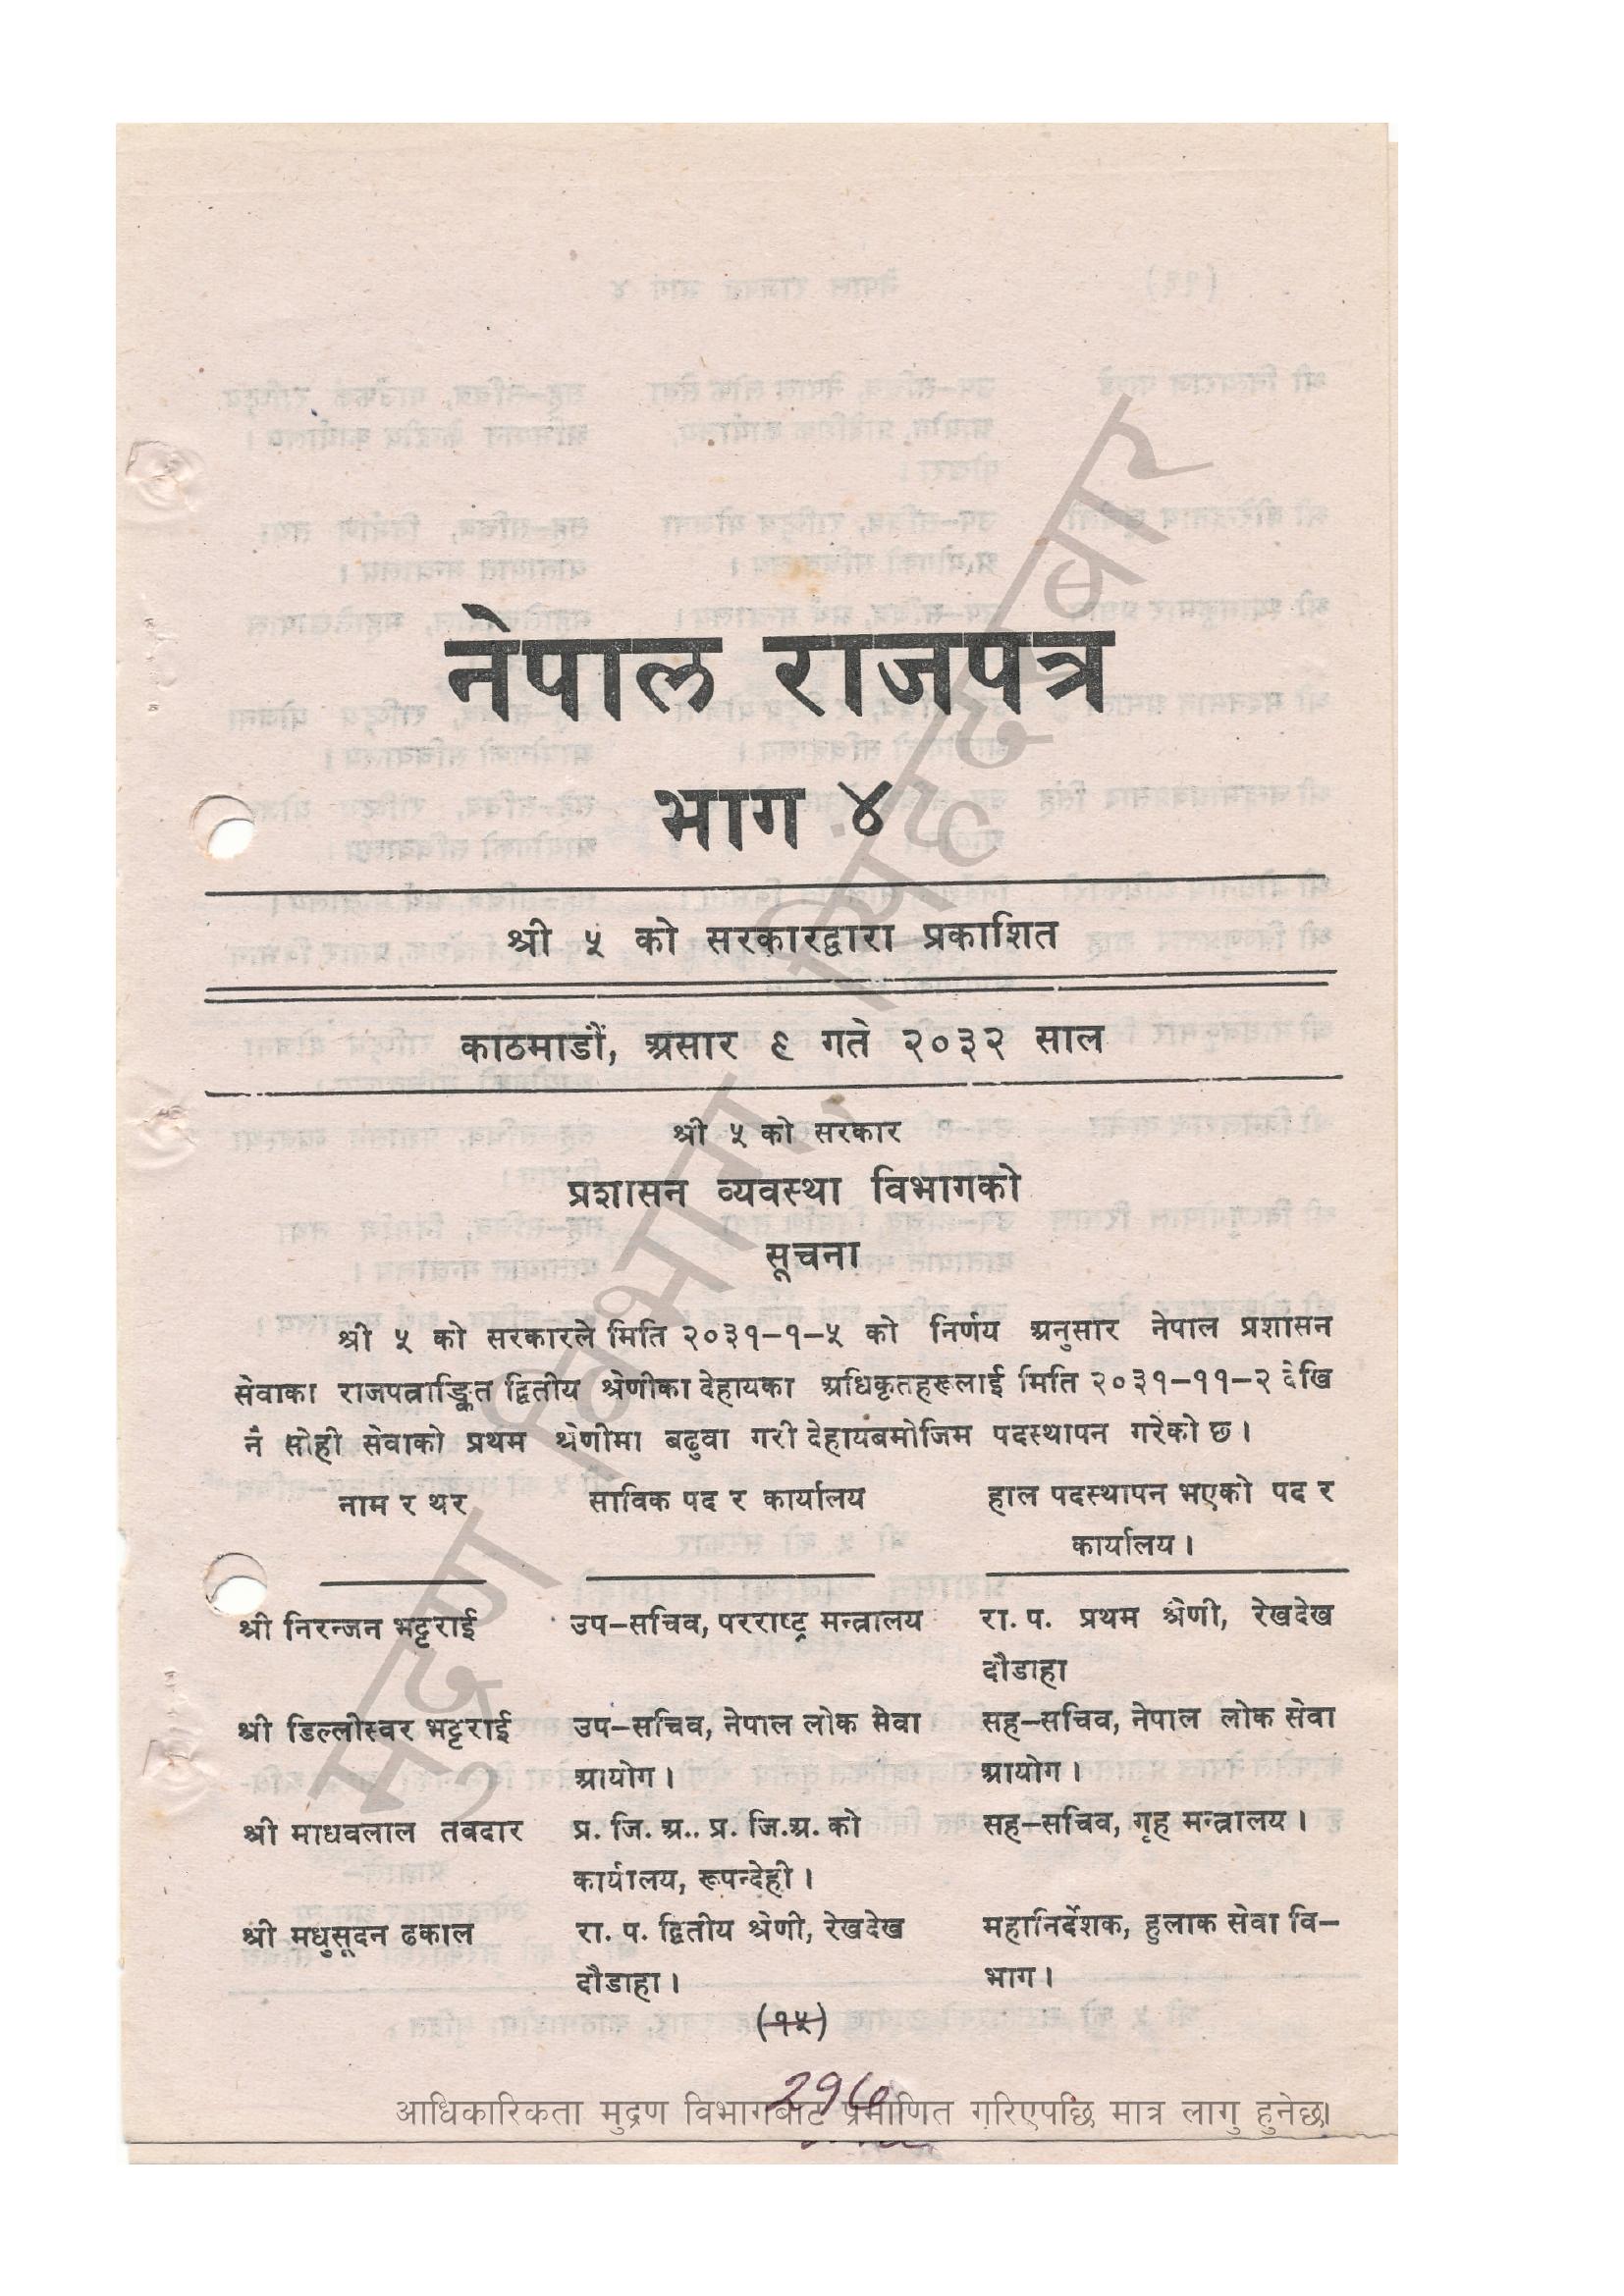 नेपाल राजपत्र
भाग ४
श्री ५ को सरकारद्वारा प्रकाशित
काठमाडौं, असार ९ गते २०३२ साल
श्री ५ को सरकार
प्रशासन व्यवस्था विभागको
सूचना
श्री ५ को सरकारले मिति २०३१-१-५ को निर्णय अनुसार नेपाल प्रशासन
सेवाका राजपत्राङ्कित द्वितीय श्रेणीका देहायका अधिकृतहरूलाई मिति २०३१-११-२ देखि
नै सोही सेवाको प्रथम श्रेणीमा बढुवा गरी देहायबमोजिम पदस्थापन गरेको छ।
नाम र थर साविक पद र कार्यालय हाल पदस्थापन भएको पद र
कार्यालय।
श्री निरन्जन भट्टराई उप-सचिव, परराष्ट्र मन्त्रालय रा. प. प्रथम श्रेणी, रेखदेख
दौडाहा
श्री डिल्लीस्वर भट्टराई उप-सचिव, नेपाल लोक सेवा सह-सचिव, नेपाल लोक सेवा
आयोग। आयोग।
श्री माधवलाल तवदार प्र. जि. अ.. प्र. जि.अ. को सह-सचिव, गृह मन्त्रालय।
कार्यालय, रूपन्देही।
श्री मधुसूदन ढकाल रा. प. द्वितीय श्रेणी, रेखदेख महानिर्देशक, हुलाक सेवा वि-
दौडाहा। भाग।
(१५)
आधिकारिकता मुद्रण विभागबाट प्रमाणित गरिएपछि मात्र लागु हुनेछ।
मुद्रण विभाग, सिंहदरबार